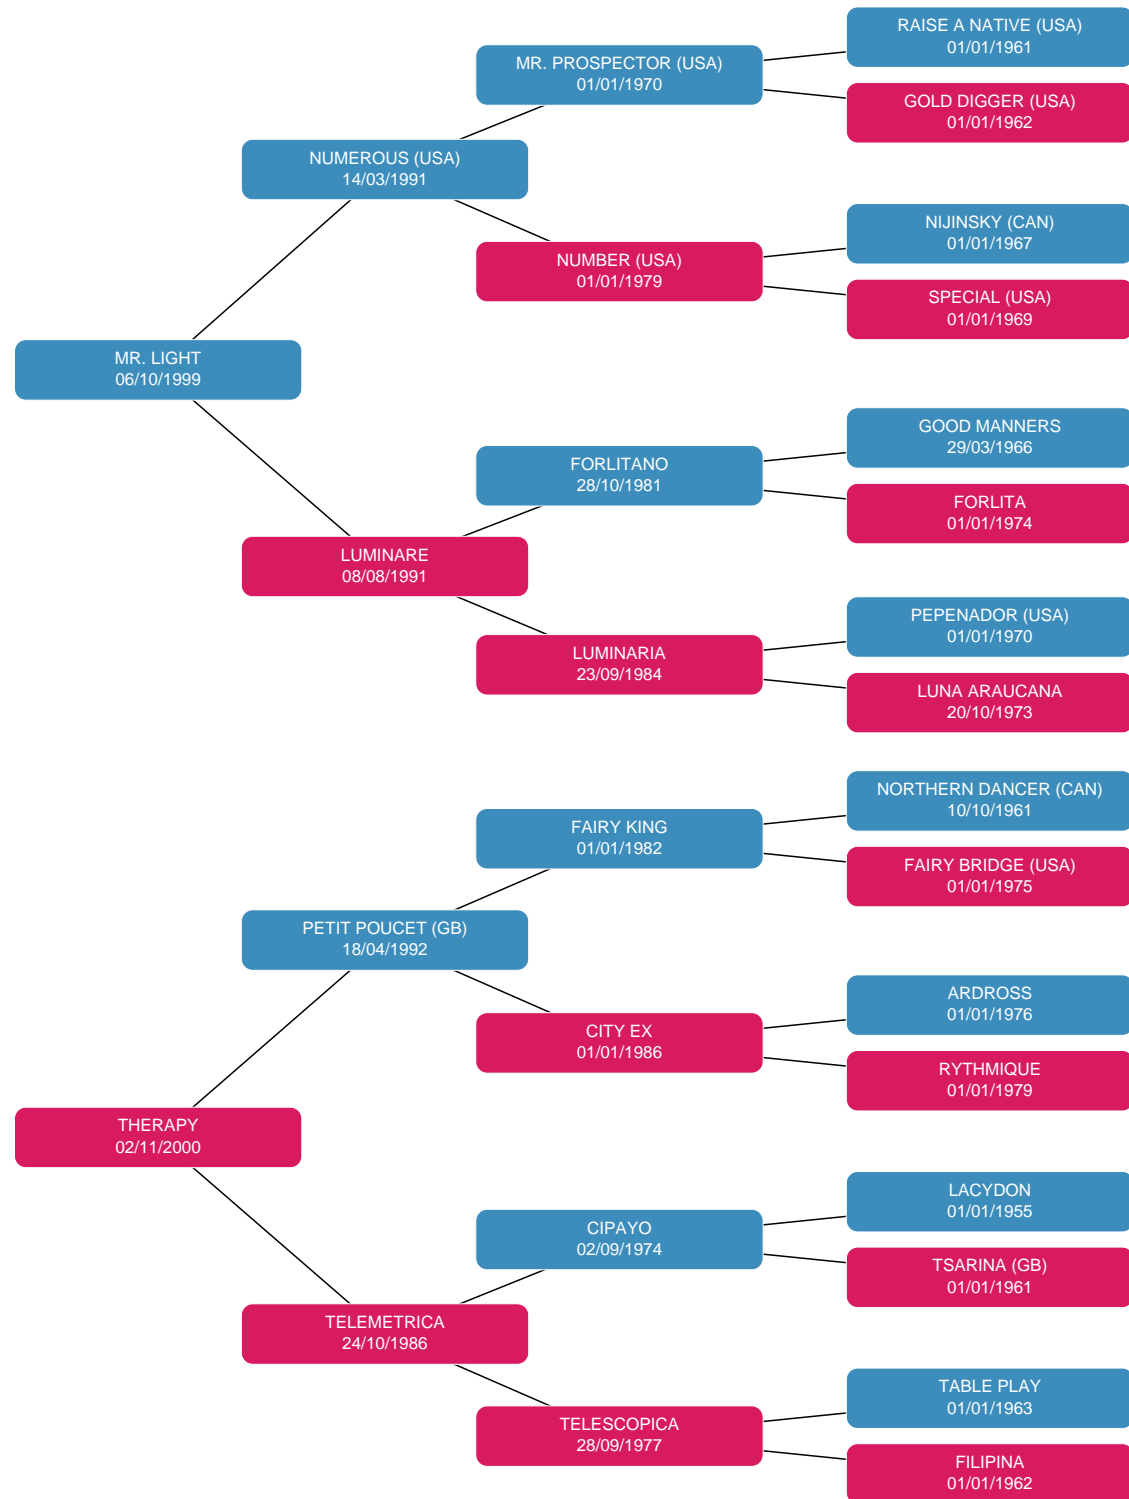 RAISE A NATIVE (USA)
01/01/1961
MR. PROSPECTOR (USA)
01/01/1970
GOLD DIGGER (USA)
01/01/1962
NUMEROUS (USA)
14/03/1991
NIJINSKY (CAN)
01/01/1967
NUMBER (USA)
01/01/1979
SPECIAL (USA)
01/01/1969
MR. LIGHT
06/10/1999
GOOD MANNERS
29/03/1966
FORLITANO
28/10/1981
FORLITA
01/01/1974
LUMINARE
08/08/1991
PEPENADOR (USA)
01/01/1970
LUMINARIA
23/09/1984
LUNA ARAUCANA
20/10/1973
NORTHERN DANCER (CAN)
10/10/1961
FAIRY KING
01/01/1982
FAIRY BRIDGE (USA)
01/01/1975
PETIT POUCET (GB)
18/04/1992
ARDROSS
01/01/1976
CITY EX
01/01/1986
RYTHMIQUE
01/01/1979
THERAPY
02/11/2000
LACYDON
01/01/1955
CIPAYO
02/09/1974
TSARINA (GB)
01/01/1961
TELEMETRICA
24/10/1986
TABLE PLAY
01/01/1963
TELESCOPICA
28/09/1977
FILIPINA
01/01/1962